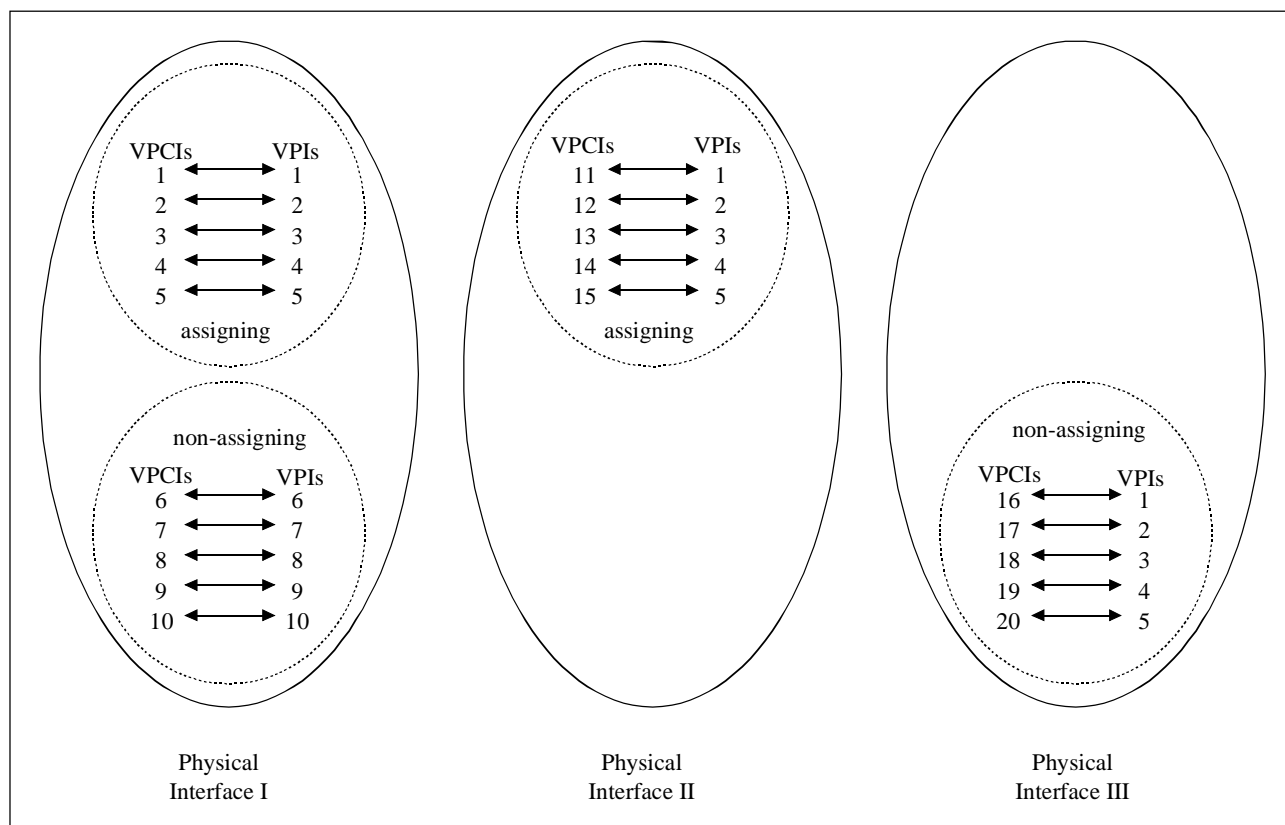 VPCIs VPIs
1 1
2 2
3 3
4 4
5 5
assigning
non-assigning
VPCIs VPIs
6 6
7 7
8 8
9 9
10 10
Physical
Interface I
VPCIs VPIs
11 1
12 2
13 3
14 4
15 5
assigning
Physical
Interface II
non-assigning
VPCIs VPIs
16 1
17 2
18 3
19 4
20 5
Physical
Interface III